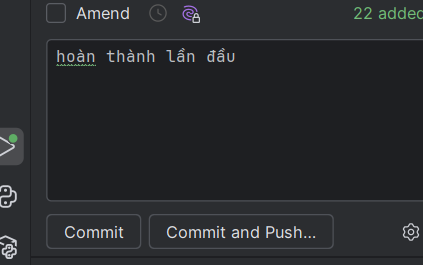 Amend
22 added
hoàn thành lần đầu
Commit
Commit and Push...